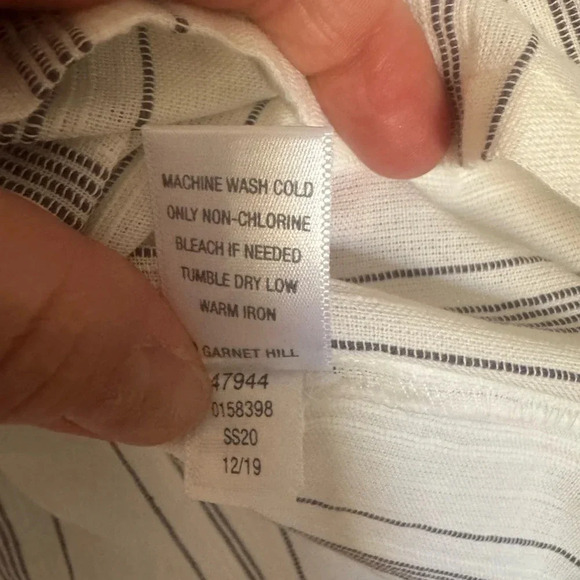 MACHINE WASH COLD
ONLY NON-CHLORINE
BLEACH IF NEEDED
TUMBLE DRY LOW
WARM IRON
GARNET HILL
47944
0158398
SS20
12/19